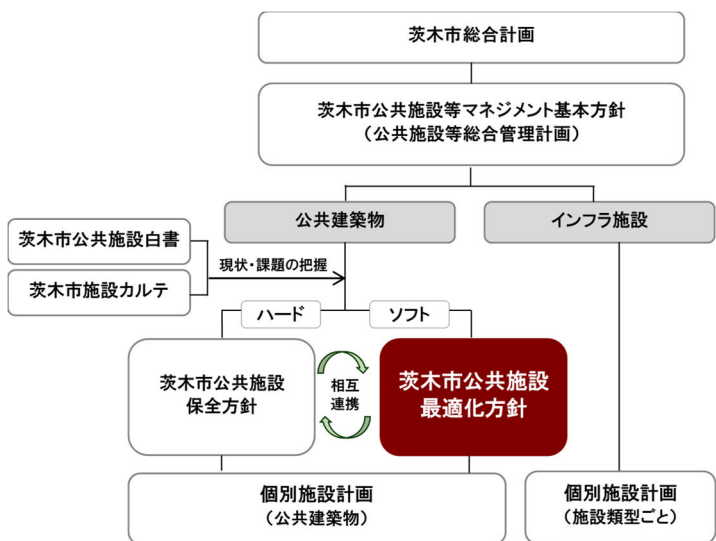 茨木市総合計画
茨木市公共施設等マネジメント基本方針
（公共施設等総合管理計画）
公共建築物
インフラ施設
茨木市公共施設白書
茨木市施設カルテ
現状・課題の把握
ハード
ソフト
茨木市公共施設
保全方針
相互
連携
茨木市公共施設
最適化方針
個別施設計画
（公共建築物）
個別施設計画
（施設類型ごと）